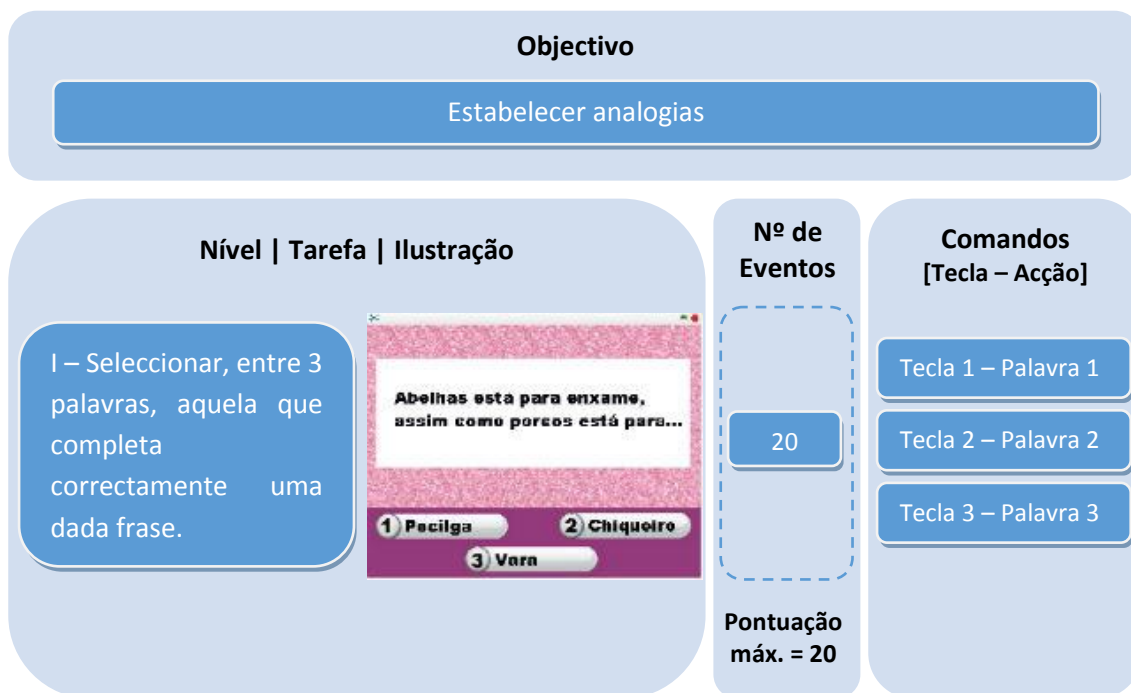 Objectivo
Estabelecer analogias
Nível | Tarefa | Ilustração
I – Seleccionar, entre 3
palavras, aquela que
completa
correctamente uma
dada frase.
Abelhas esta para enxame,
assim como porcos está para...
1 Pocilga
2 Chiqueiro
3 Vara
Nº de
Eventos
20
Pontuação
máx. = 20
Comandos
[Tecla – Acção]
Tecla 1 – Palavra 1
Tecla 2 – Palavra 2
Tecla 3 – Palavra 3